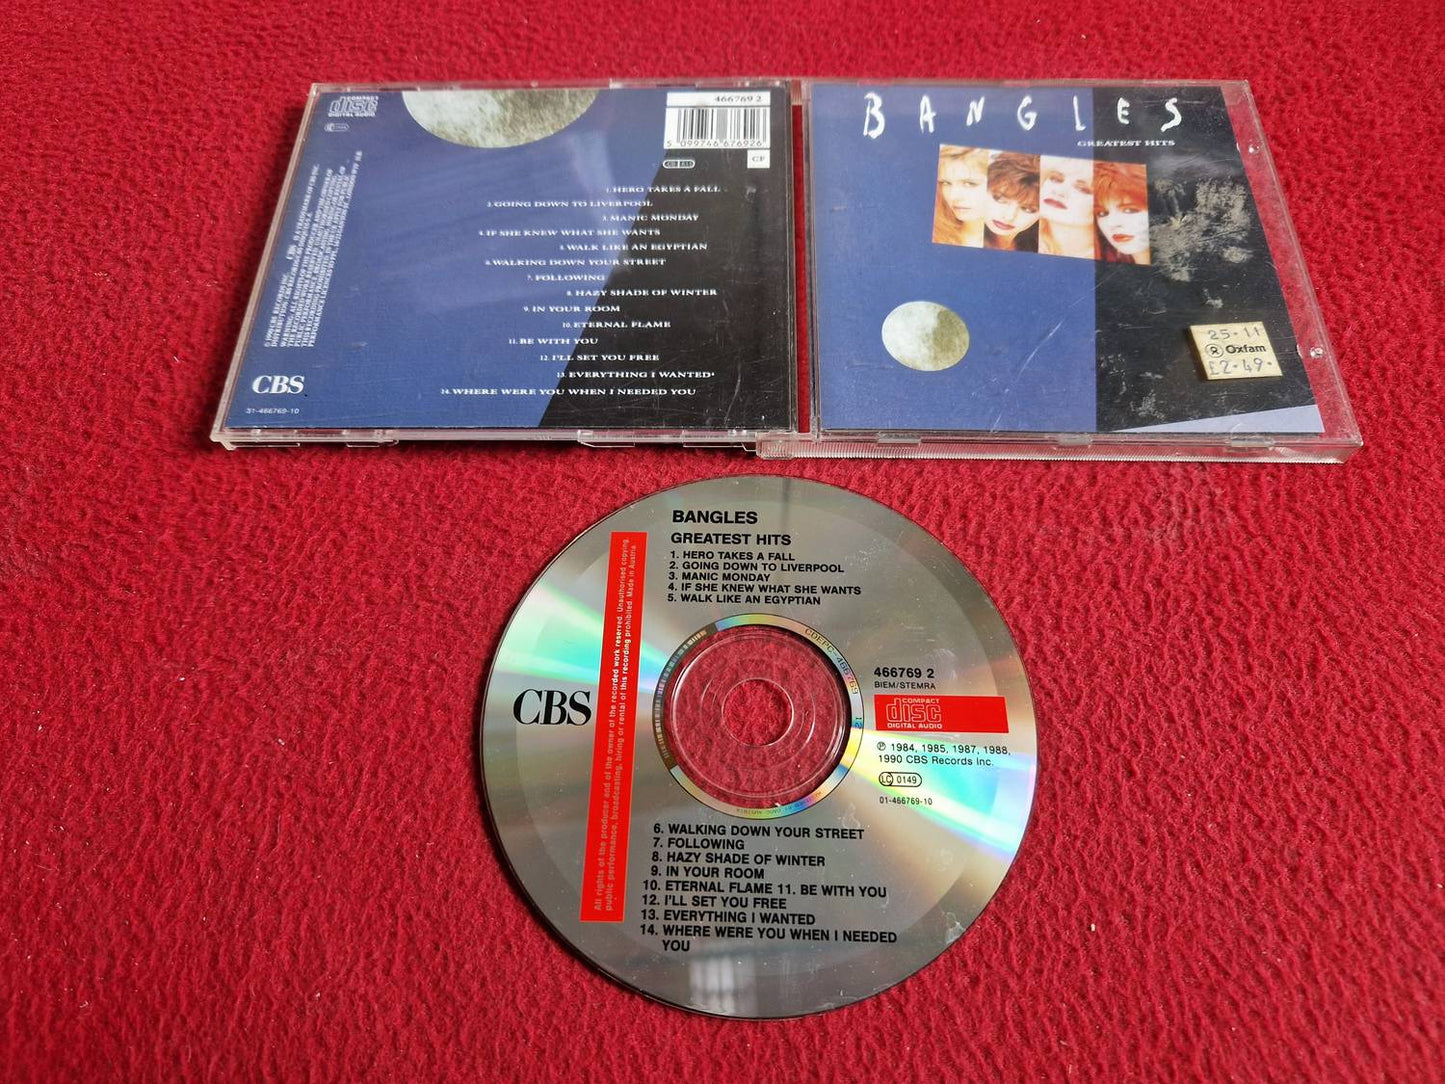 COMPACT
disc
DIGITAL AUDIO
466769 2
5 099746 676926
CF
1. HERO TAKES A FALL
2. GOING DOWN TO LIVERPOOL
3. MANIC MONDAY
4. IF SHE KNEW WHAT SHE WANTS
5. WALK LIKE AN EGYPTIAN
6. WALKING DOWN YOUR STREET
7. FOLLOWING
8. HAZY SHADE OF WINTER
9. IN YOUR ROOM
10. ETERNAL FLAME
11. BE WITH YOU
12. I'LL SET YOU FREE
13. EVERYTHING I WANTED*
14. WHERE WERE YOU WHEN I NEEDED YOU
CBS
31-466769-10
BANGLES
GREATEST HITS
25.11
Oxfam
£2.49.
BANGLES
GREATEST HITS
1. HERO TAKES A FALL
2. GOING DOWN TO LIVERPOOL
3. MANIC MONDAY
4. IF SHE KNEW WHAT SHE WANTS
5. WALK LIKE AN EGYPTIAN
All rights of the producer and of the owner of the recorded work reserved. Unauthorised copying,
public performance, broadcasting, hiring or rental of this recording prohibited. Made in Austria.
CBS
466769 2
BIEM/STEMRA
COMPACT
disc
DIGITAL AUDIO
℗ 1984, 1985, 1987, 1988,
1990 CBS Records Inc.
LC 0149
01-466769-10
6. WALKING DOWN YOUR STREET
7. FOLLOWING
8. HAZY SHADE OF WINTER
9. IN YOUR ROOM
10. ETERNAL FLAME 11. BE WITH YOU
12. I'LL SET YOU FREE
13. EVERYTHING I WANTED
14. WHERE WERE YOU WHEN I NEEDED
YOU